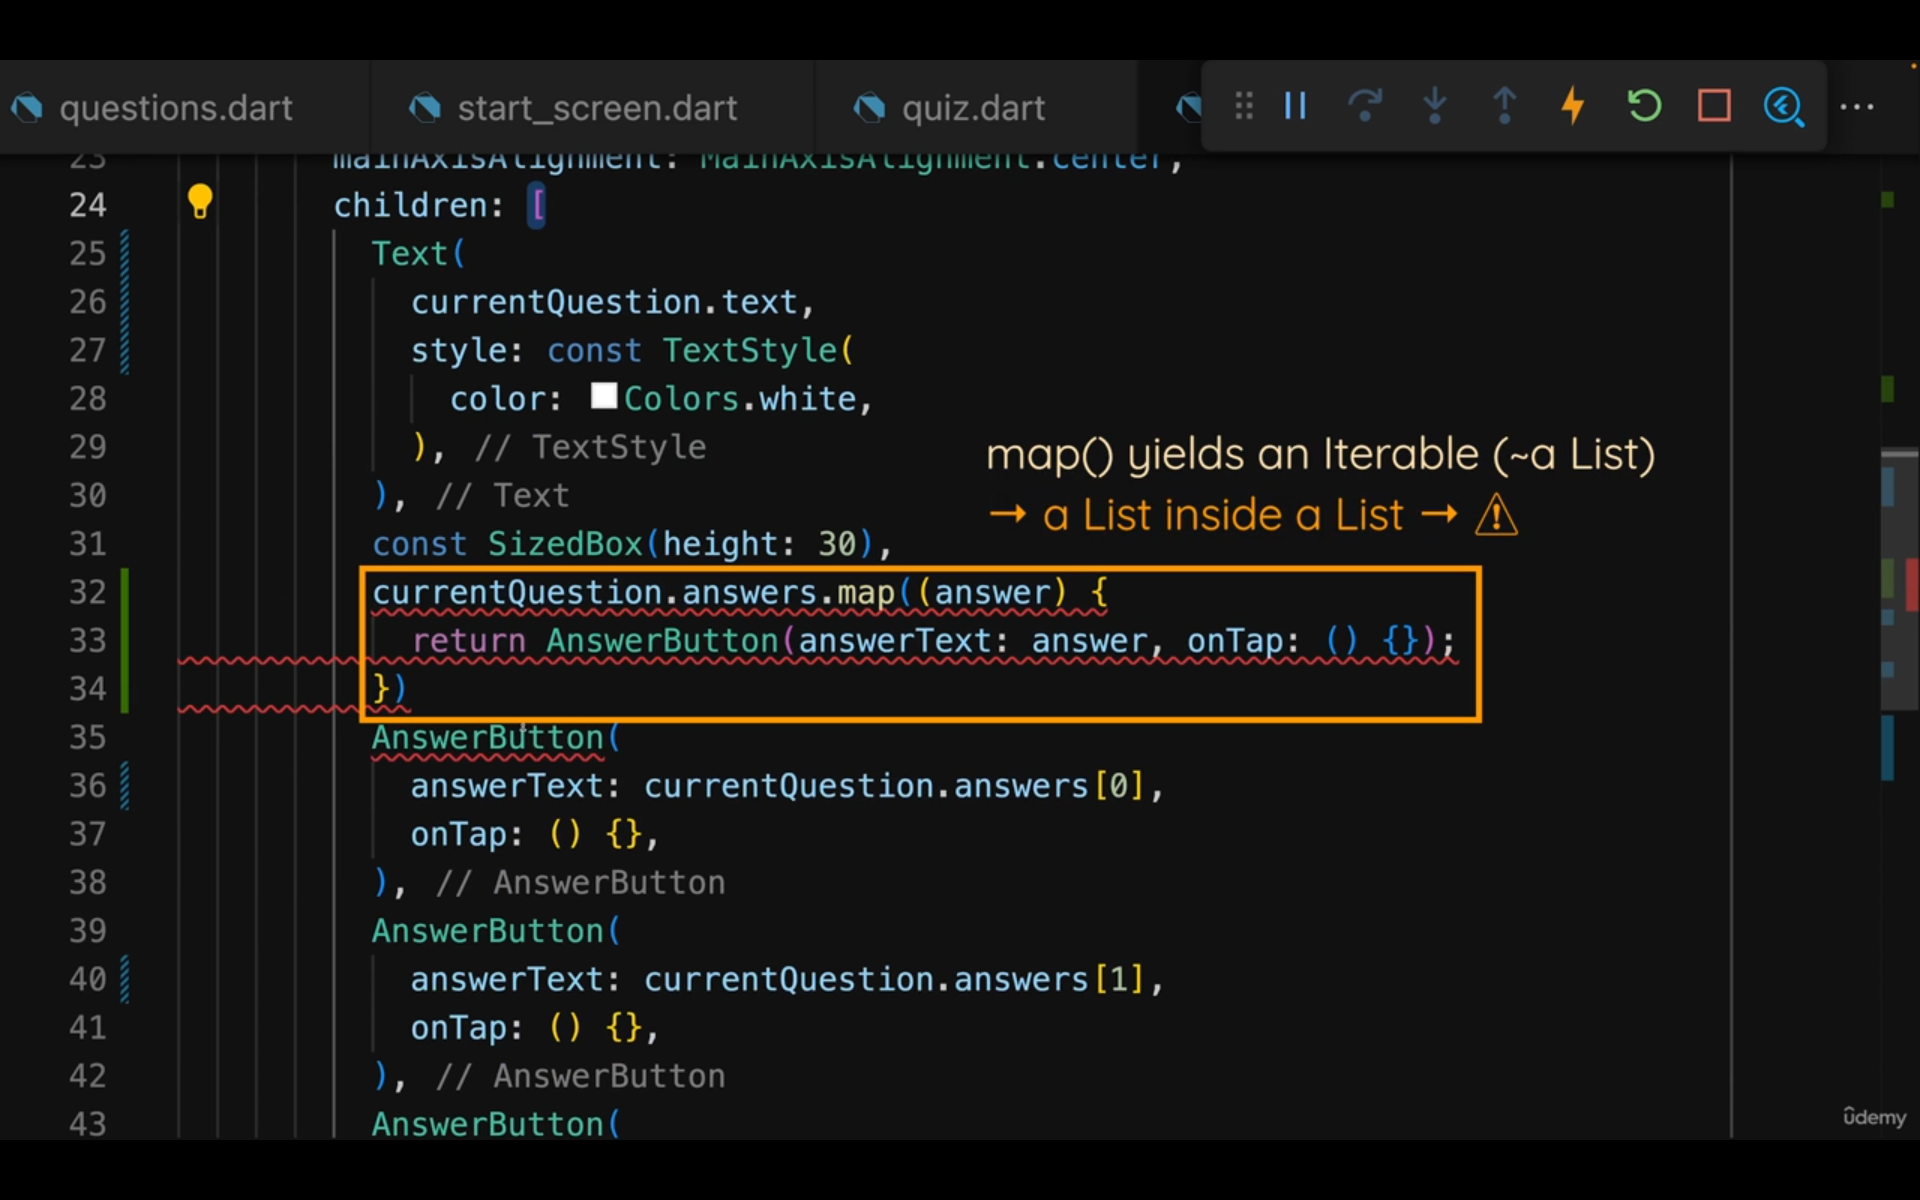 questions.dart
start_screen.dart
quiz.dart
23 mainAxisAlignment: MainAxisAlignment.center,
24 children: [
25 Text(
26 currentQuestion.text,
27 style: const TextStyle(
28 color: Colors.white,
29 ), // TextStyle
map() yields an Iterable (~a List)
30 ), // Text
→ a List inside a List → ⚠
31 const SizedBox(height: 30),
32 currentQuestion.answers.map((answer) {
33 return AnswerButton(answerText: answer, onTap: () {});
34 })
35 AnswerButton(
36 answerText: currentQuestion.answers[0],
37 onTap: () {},
38 ), // AnswerButton
39 AnswerButton(
40 answerText: currentQuestion.answers[1],
41 onTap: () {},
42 ), // AnswerButton
43 AnswerButton(
ûdemy